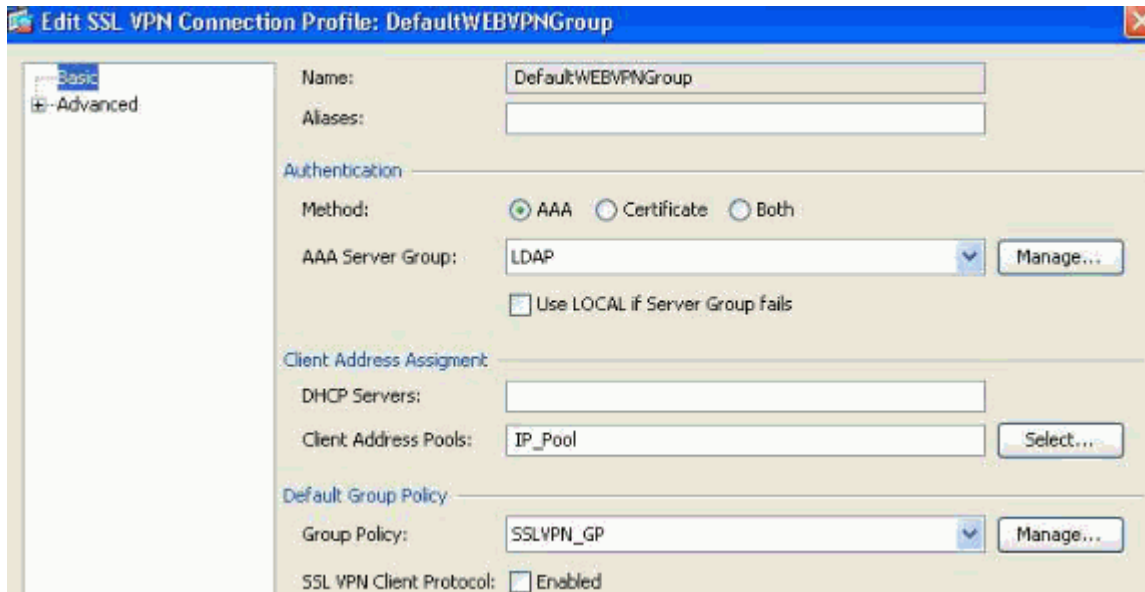 Edit SSL VPN Connection Profile: DefaultWEBVPNGroup
Basic
Advanced
Name: DefaultWEBVPNGroup
Aliases:
Authentication
Method: AAA Certificate Both
AAA Server Group: LDAP Manage...
Use LOCAL if Server Group fails
Client Address Assigment
DHCP Servers:
Client Address Pools: IP_Pool Select...
Default Group Policy
Group Policy: SSLVPN_GP Manage...
SSL VPN Client Protocol: Enabled